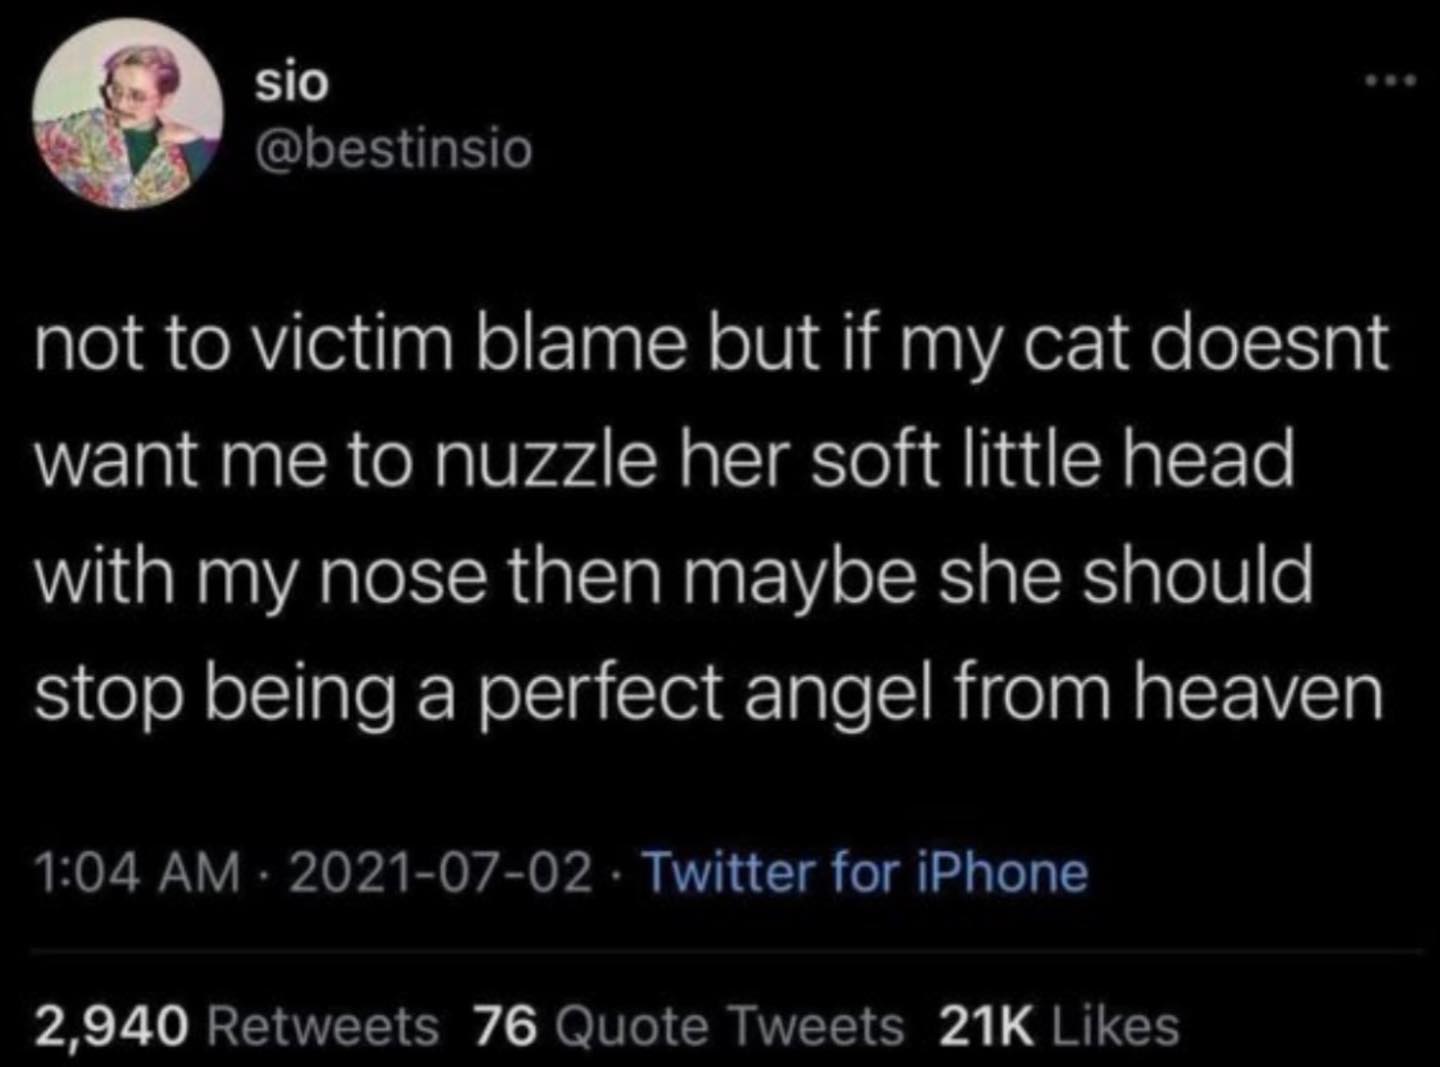 sio
@bestinsio
not to victim blame but if my cat doesnt
want me to nuzzle her soft little head
with my nose then maybe she should
stop being a perfect angel from heaven
1:04 AM · 2021-07-02 · Twitter for iPhone
2,940 Retweets 76 Quote Tweets 21K Likes